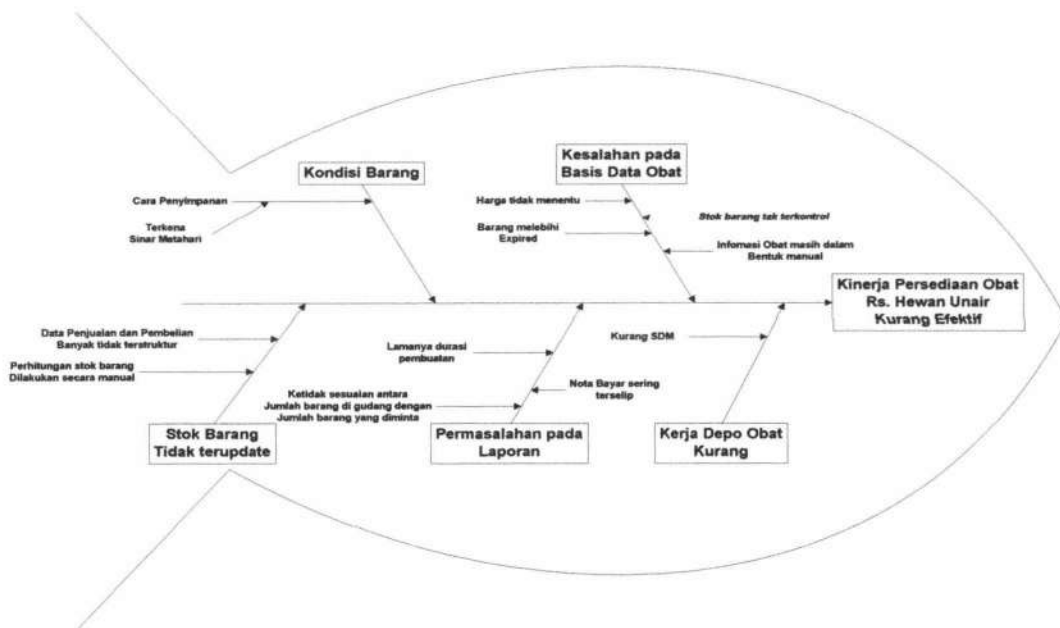 Kondisi Barang
Kesalahan pada
Basis Data Obat
Cara Penyimpanan
Terkena
Sinar Matahari
Harga tidak menentu
Stok barang tak terkontrol
Barang melebihi
Expired
Infomasi Obat masih dalam
Bentuk manual
Kinerja Persediaan Obat
Rs. Hewan Unair
Kurang Efektif
Data Penjualan dan Pembelian
Banyak tidak terstruktur
Perhitungan stok barang
Dilakukan secara manual
Lamanya durasi
pembuatan
Kurang SDM
Nota Bayar sering
terselip
Ketidak sesuaian antara
Jumlah barang di gudang dengan
Jumlah barang yang diminta
Stok Barang
Tidak terupdate
Permasalahan pada
Laporan
Kerja Depo Obat
Kurang